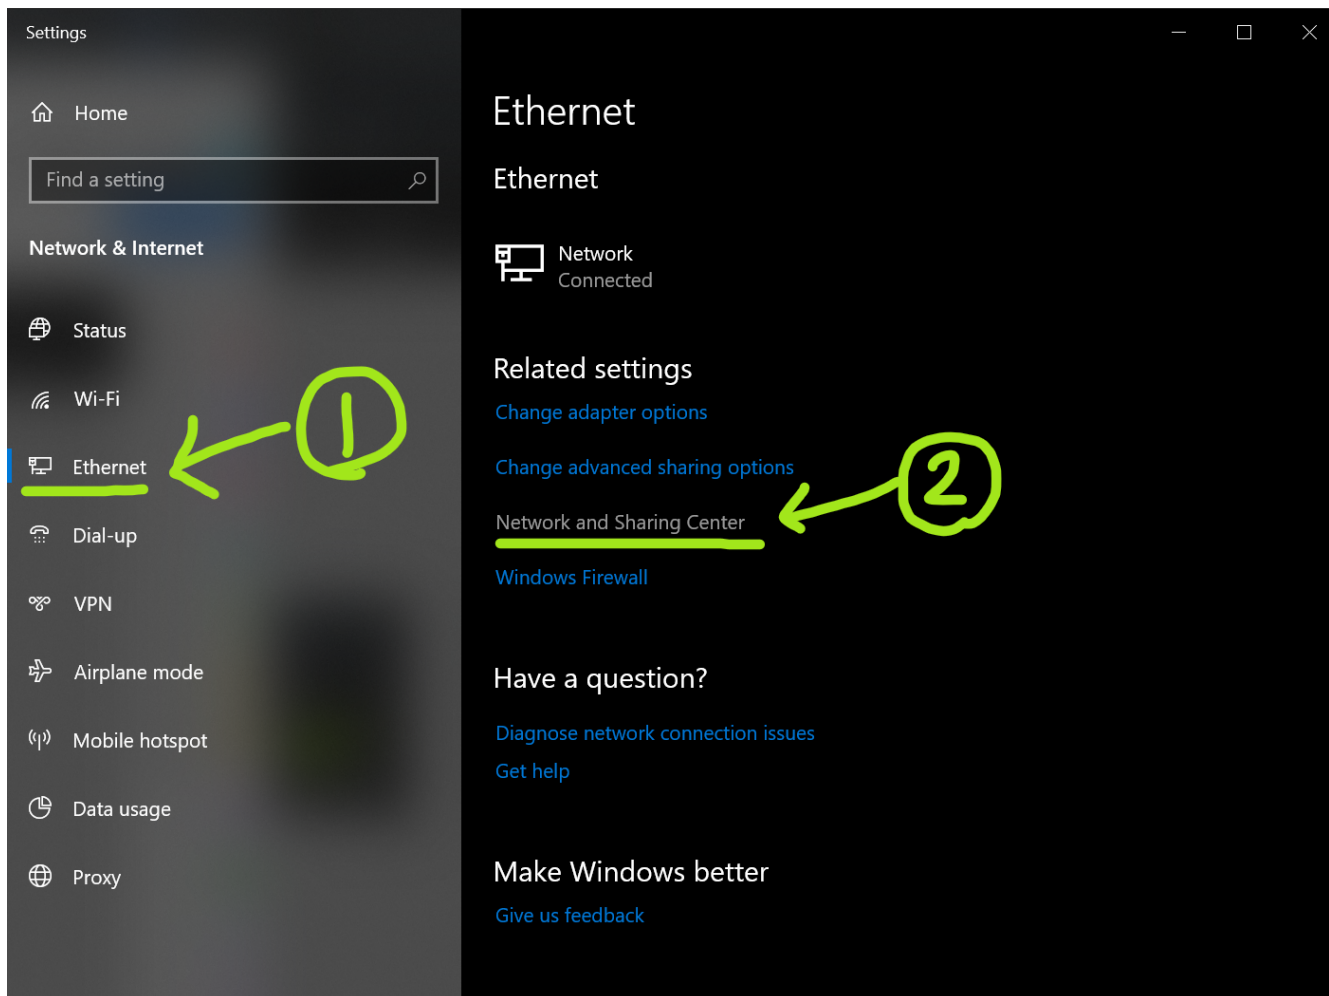 Settings
Home
Find a setting
Network & Internet
Status
Wi-Fi
Ethernet
Dial-up
VPN
Airplane mode
Mobile hotspot
Data usage
Proxy
1
Ethernet
Ethernet
Network
Connected
Related settings
Change adapter options
Change advanced sharing options
2
Network and Sharing Center
Windows Firewall
Have a question?
Diagnose network connection issues
Get help
Make Windows better
Give us feedback